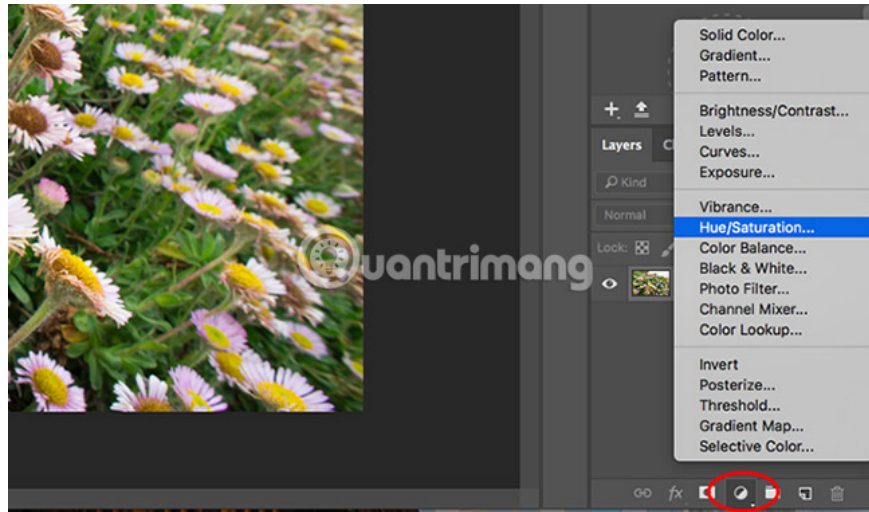 Solid Color...
Gradient...
Pattern...
Brightness/Contrast...
Levels...
Curves...
Exposure...
Layers
Kind
Vibrance...
Normal
Hue/Saturation...
Lock:
Color Balance...
Black & White...
Photo Filter...
Channel Mixer...
Color Lookup...
Quantrimang
Invert
Posterize...
Threshold...
Gradient Map...
Selective Color...
fx